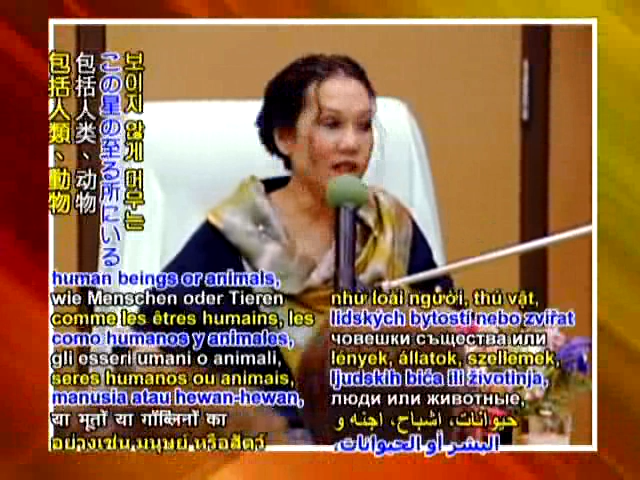 보이지 않게 머무는
この星の至る所にいる
包括人类、动物
包括人類、動物
human beings or animals,
wie Menschen oder Tieren
comme les êtres humains, les
como humanos y animales,
gli esseri umani o animali,
seres humanos ou animais,
manusia atau hewan-hewan,
या भूतों या गॉब्लिनों का
อย่างเช่น มนุษย์ หรือสัตว์
như loài người, thú vật,
lidských bytostí nebo zvířat
човешки същества или
lények, állatok, szellemek,
ljudskih bića ili životinja,
люди или животные,
حیوانات، اشباح، اجنه و
البشر أو الحيوانات،